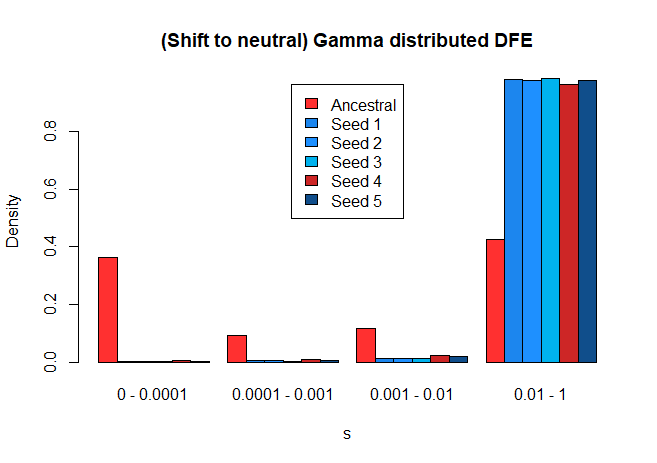 (Shift to neutral) Gamma distributed DFE
Ancestral
Seed 1
Seed 2
Seed 3
Seed 4
Seed 5
Density
0.8
0.6
0.4
0.2
0.0
0 - 0.0001
0.0001 - 0.001
0.001 - 0.01
0.01 - 1
s